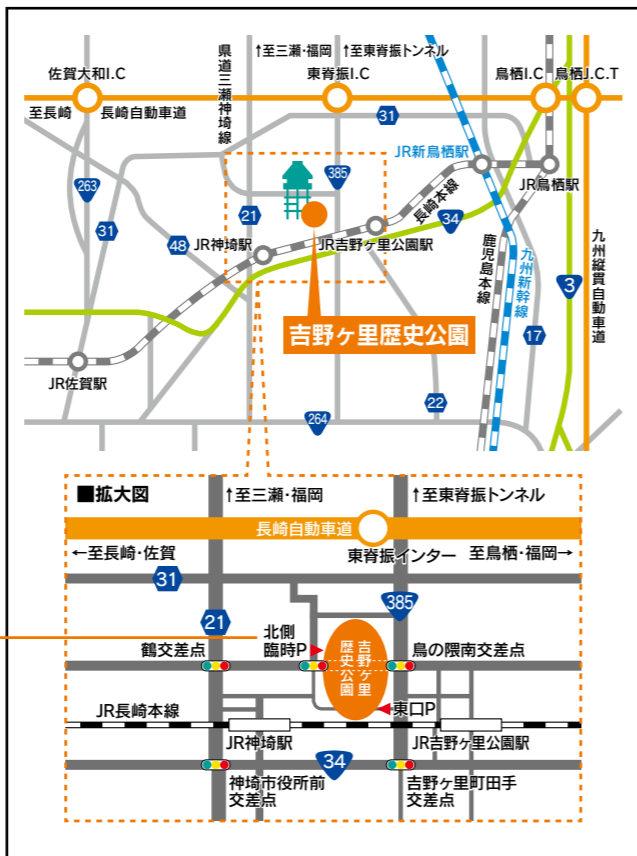 ↑至三瀬・福岡
↑至東脊振トンネル
県道三瀬神埼線
佐賀大和I.C
東脊振I.C
鳥栖I.C
鳥栖J.C.T
至長崎
長崎自動車道
31
JR新鳥栖駅
JR鳥栖駅
263
385
長崎本線
21
34
31
48
JR神埼駅
JR吉野ヶ里公園駅
鹿児島本線
九州新幹線
九州縦貫自動車道
3
吉野ヶ里歴史公園
17
JR佐賀駅
22
264
■拡大図
↑至三瀬・福岡
↑至東脊振トンネル
長崎自動車道
←至長崎・佐賀
東脊振インター
至鳥栖・福岡→
31
21
385
北側
臨時P
鶴交差点
吉野ヶ里
歴史公園
鳥の隈南交差点
東口P
JR長崎本線
JR神埼駅
JR吉野ヶ里公園駅
34
神埼市役所前
交差点
吉野ヶ里町田手
交差点